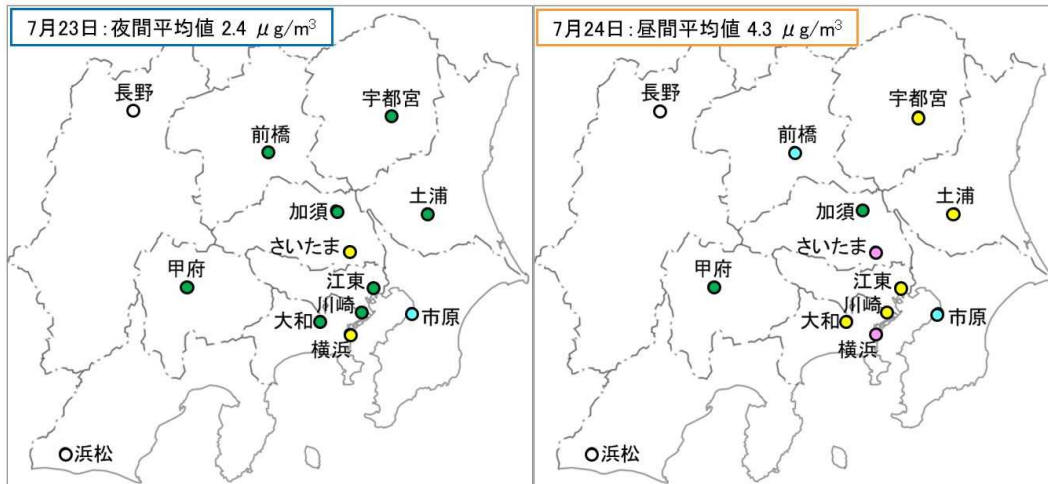 7月23日：夜間平均値 2.4 μg/m³
長野
宇都宮
前橋
加須
土浦
さいたま
甲府
江東
川崎
大和
市原
横浜
浜松
7月24日：昼間平均値 4.3 μg/m³
長野
宇都宮
前橋
加須
土浦
さいたま
甲府
江東
川崎
大和
市原
横浜
浜松